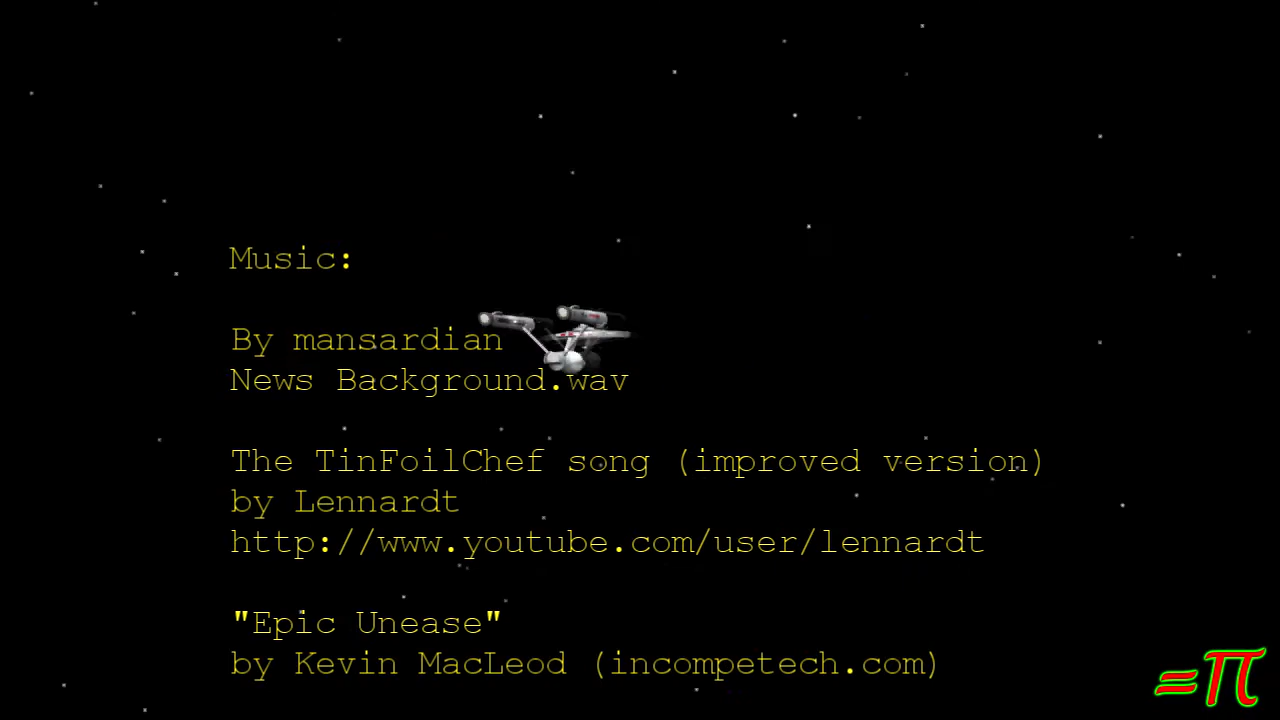 Music:
By mansardian
News Background.wav
The TinFoilChef song (improved version)
by Lennardt
http://www.youtube.com/user/lennardt
"Epic Unease"
by Kevin MacLeod (incompetech.com)
=π